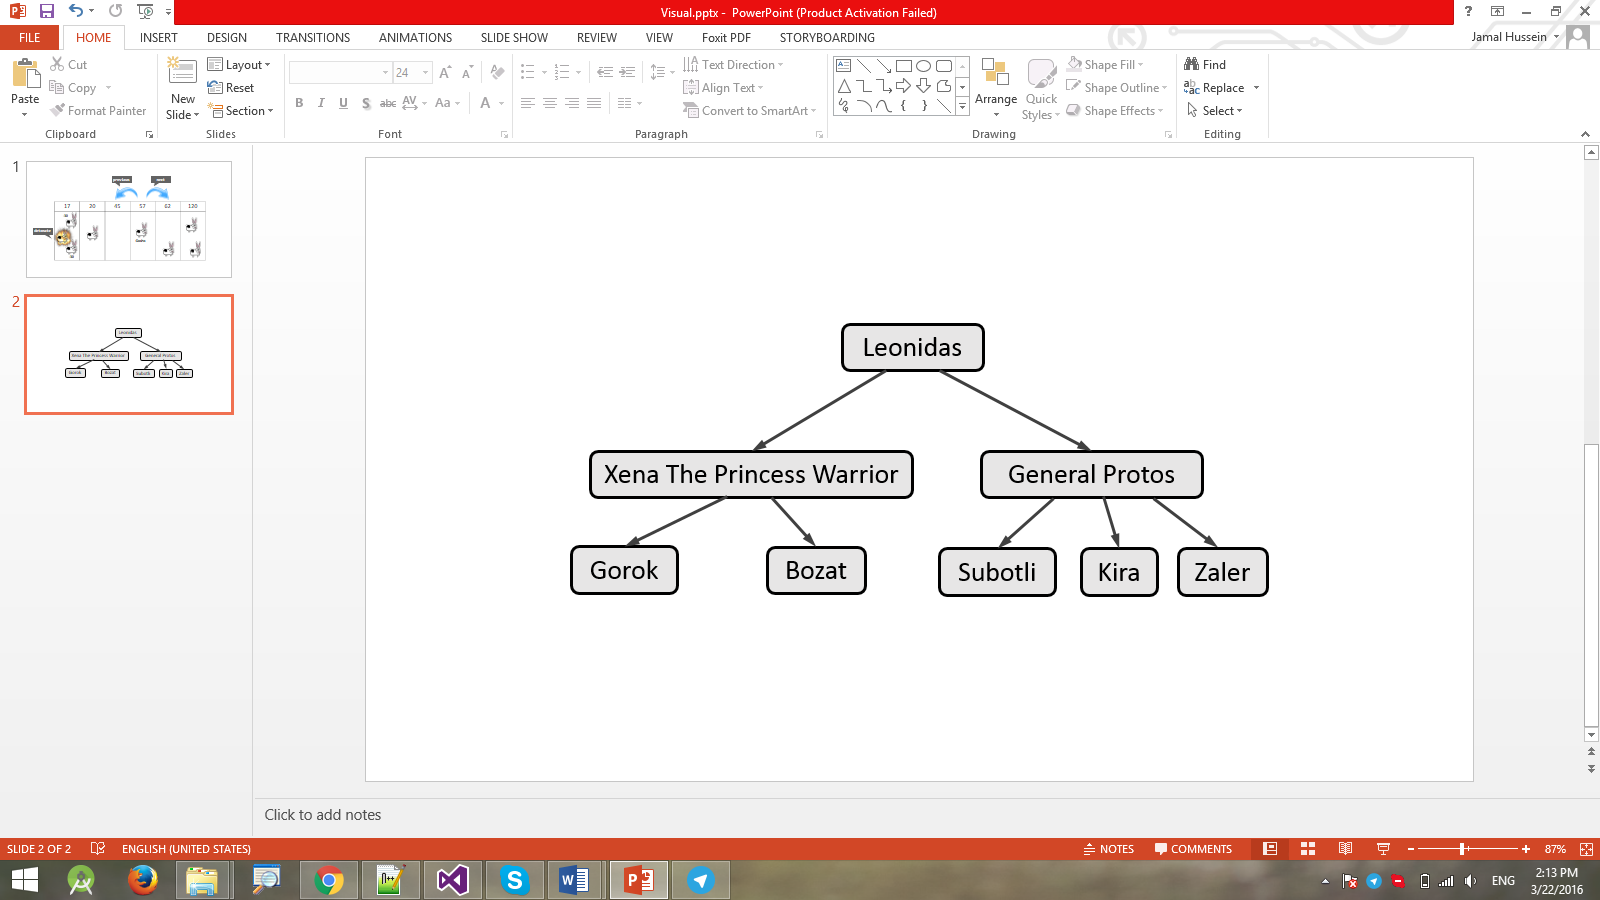 Visual.pptx - PowerPoint (Product Activation Failed)
?
FILE HOME INSERT DESIGN TRANSITIONS ANIMATIONS SLIDE SHOW REVIEW VIEW Foxit PDF STORYBOARDING
Jamal Hussein
Paste
Cut
Copy
Format Painter
Clipboard
New Slide
Layout
Reset
Section
Slides
24
B I U S abc AV Aa A
Font
Text Direction
Align Text
Convert to SmartArt
Paragraph
Arrange
Quick Styles
Shape Fill
Shape Outline
Shape Effects
Drawing
Find
Replace
Select
Editing
1
previous next
17 20 45 57 62 120
2
Leonidas
Xena The Princess Warrior General Protos
Gorok Bozat Subotli Kira Zaler
Leonidas
Xena The Princess Warrior General Protos
Gorok Bozat Subotli Kira Zaler
Click to add notes
SLIDE 2 OF 2 ENGLISH (UNITED STATES) NOTES COMMENTS 87%
ENG
2:13 PM
3/22/2016